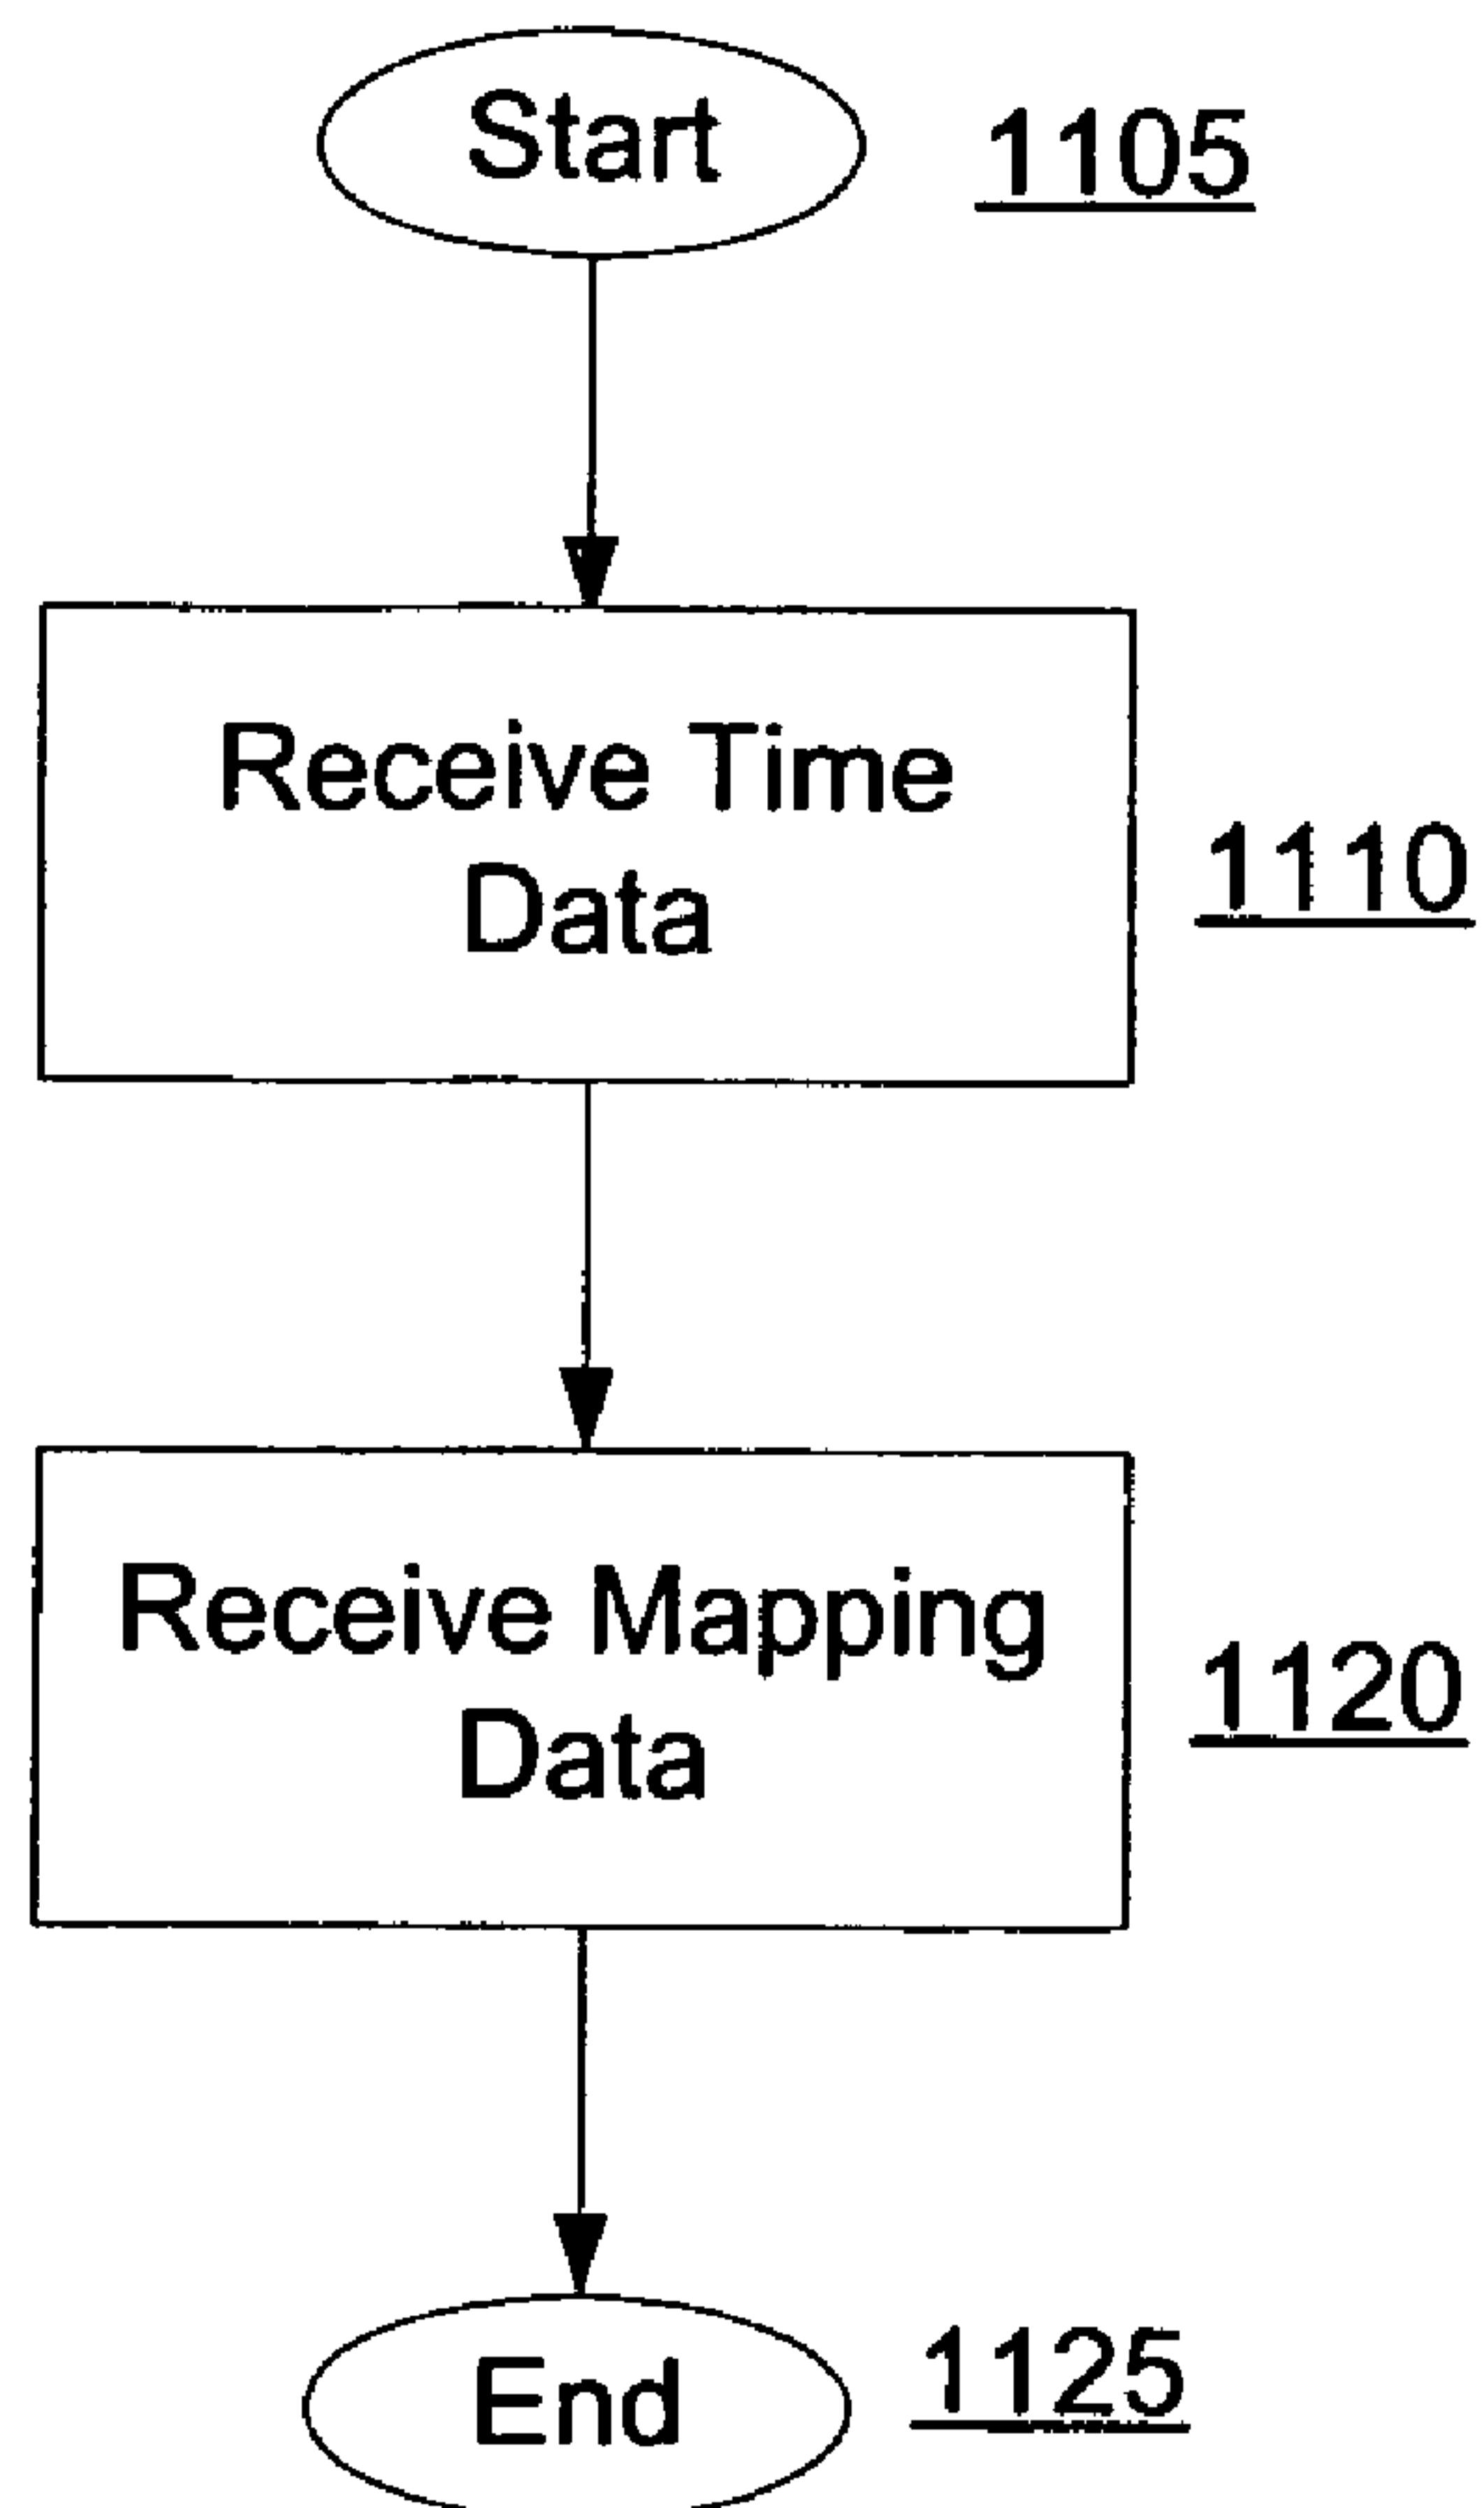 Start
1105
Receive Time
Data
1110
Receive Mapping
Data
1120
End
1125